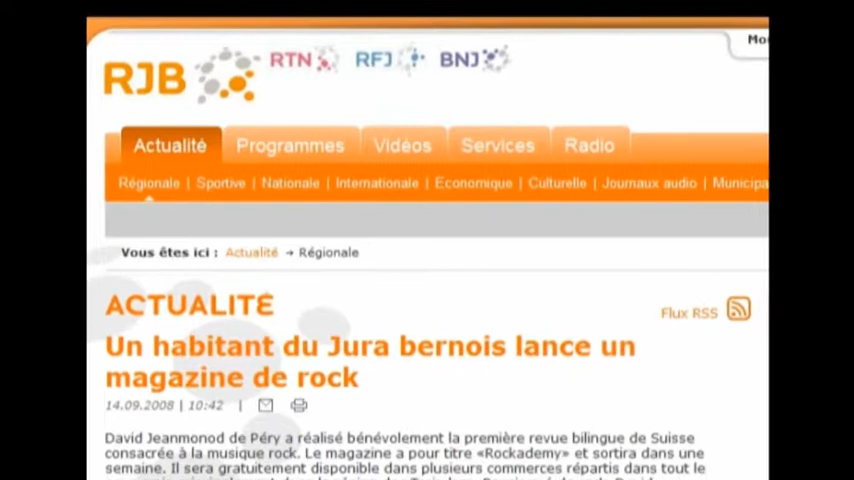 RJB RTN RFJ BNJ
Actualité Programmes Vidéos Services Radio
Régionale | Sportive | Nationale | Internationale | Economique | Culturelle | Journaux audio |
Vous êtes ici : Actualité → Régionale
ACTUALITÉ
Flux RSS
Un habitant du Jura bernois lance un
magazine de rock
14.09.2008 | 10:42 |
David Jeanmonod de Péry a réalisé bénévolement la première revue bilingue de Suisse
consacrée à la musique rock. Le magazine a pour titre «Rockademy» et sortira dans une
semaine. Il sera gratuitement disponible dans plusieurs commerces répartis dans tout le